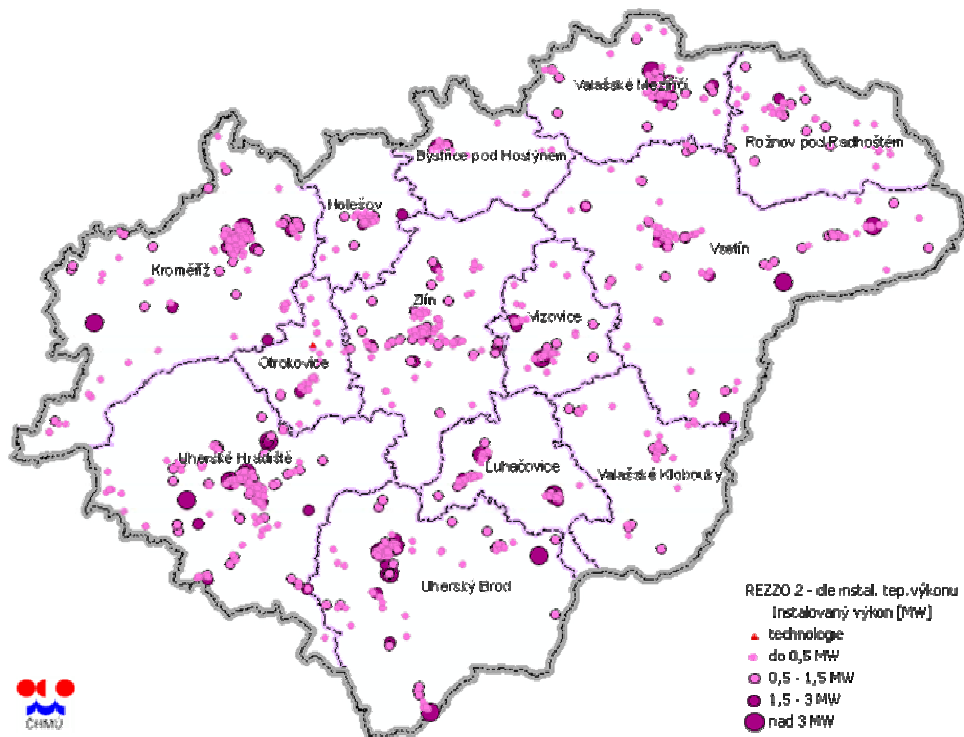 Valašské Meziříčí
Rožnov pod Radhoštěm
Bystřice pod Hostýnem
Holešov
Kroměříž
Vsetín
Zlín
Vizovice
Otrokovice
Uherské Hradiště
Luhačovice
Valašské Klobouky
Uherský Brod
REZZO 2 - dle instal. tep.výkonu
Instalovaný výkon [MW]
technologie
do 0,5 MW
0,5 - 1,5 MW
1,5 - 3 MW
nad 3 MW
ČHMÚ